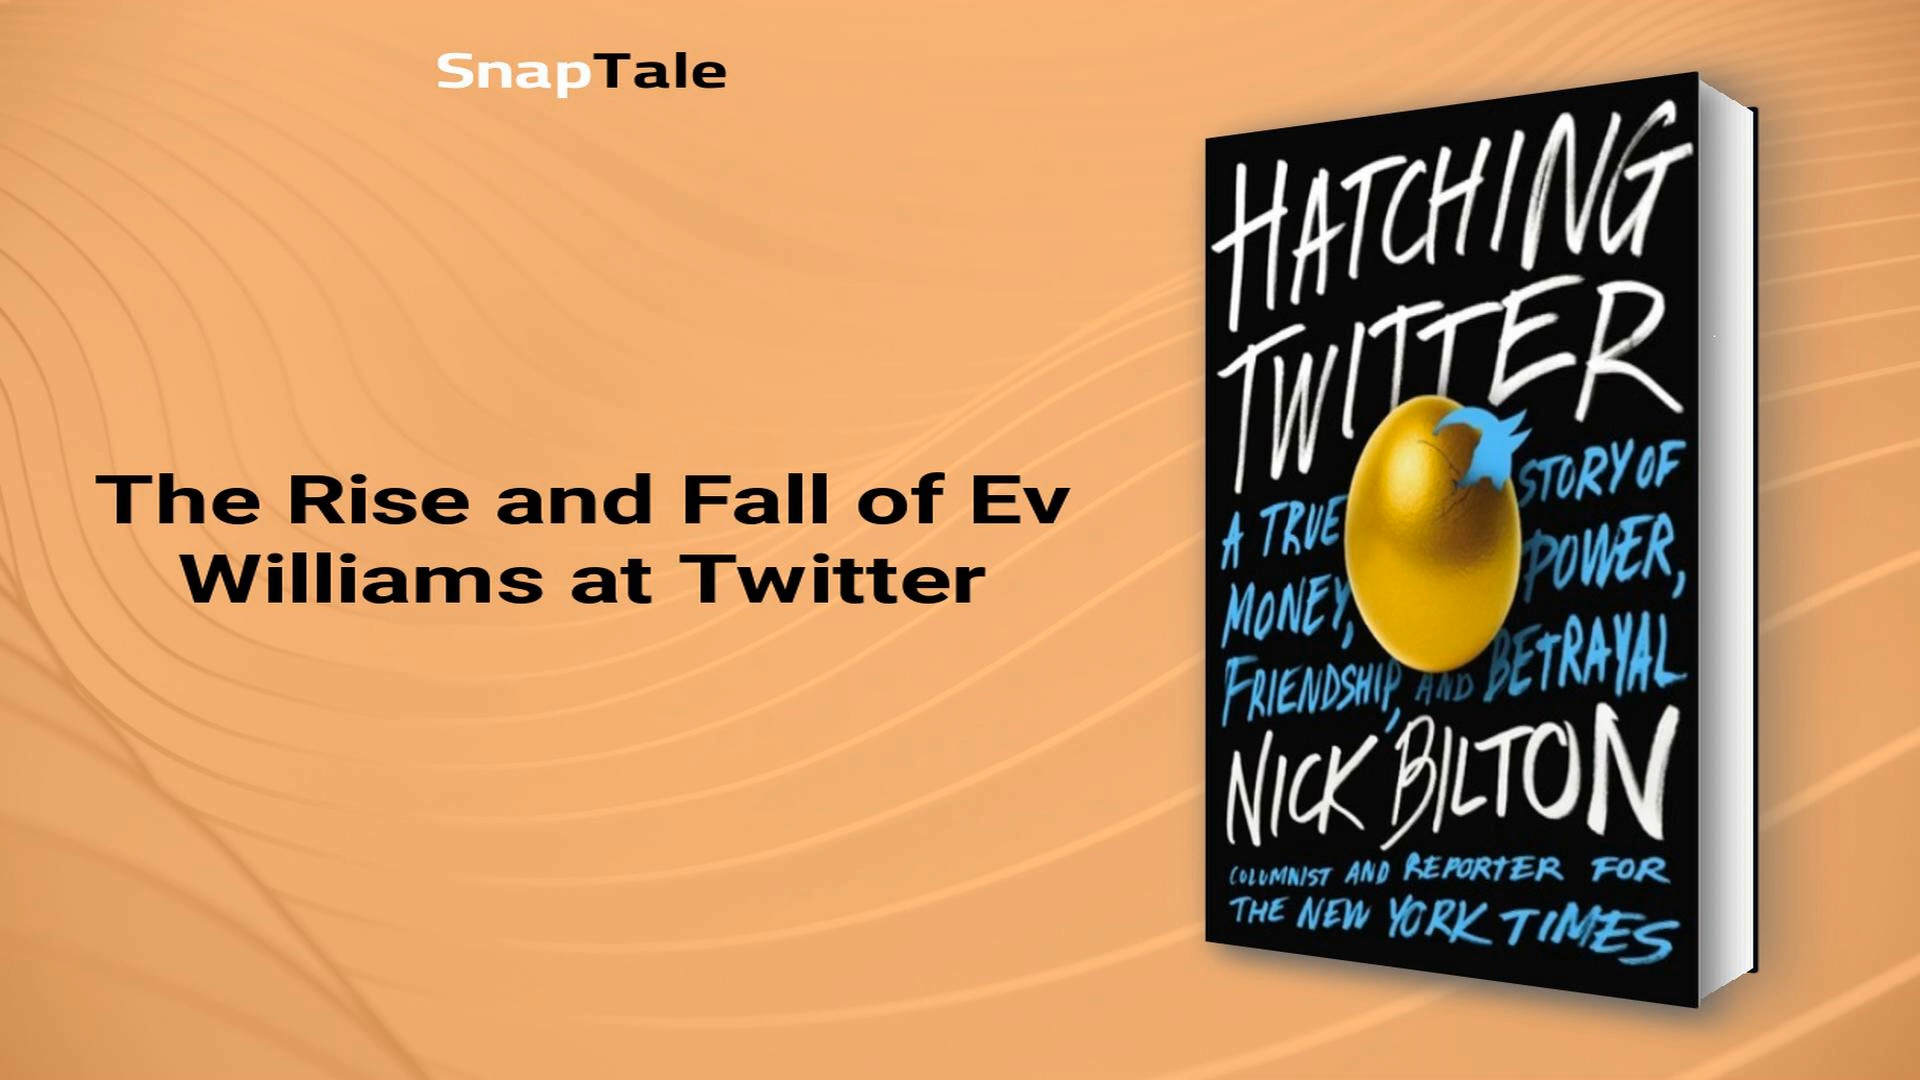 SnapTale
The Rise and Fall of Ev
Williams at Twitter
HATCHING
TWITTER
A TRUE STORY OF
MONEY, POWER,
FRIENDSHIP, AND BETRAYAL
NICK BILTON
COLUMNIST AND REPORTER FOR
THE NEW YORK TIMES